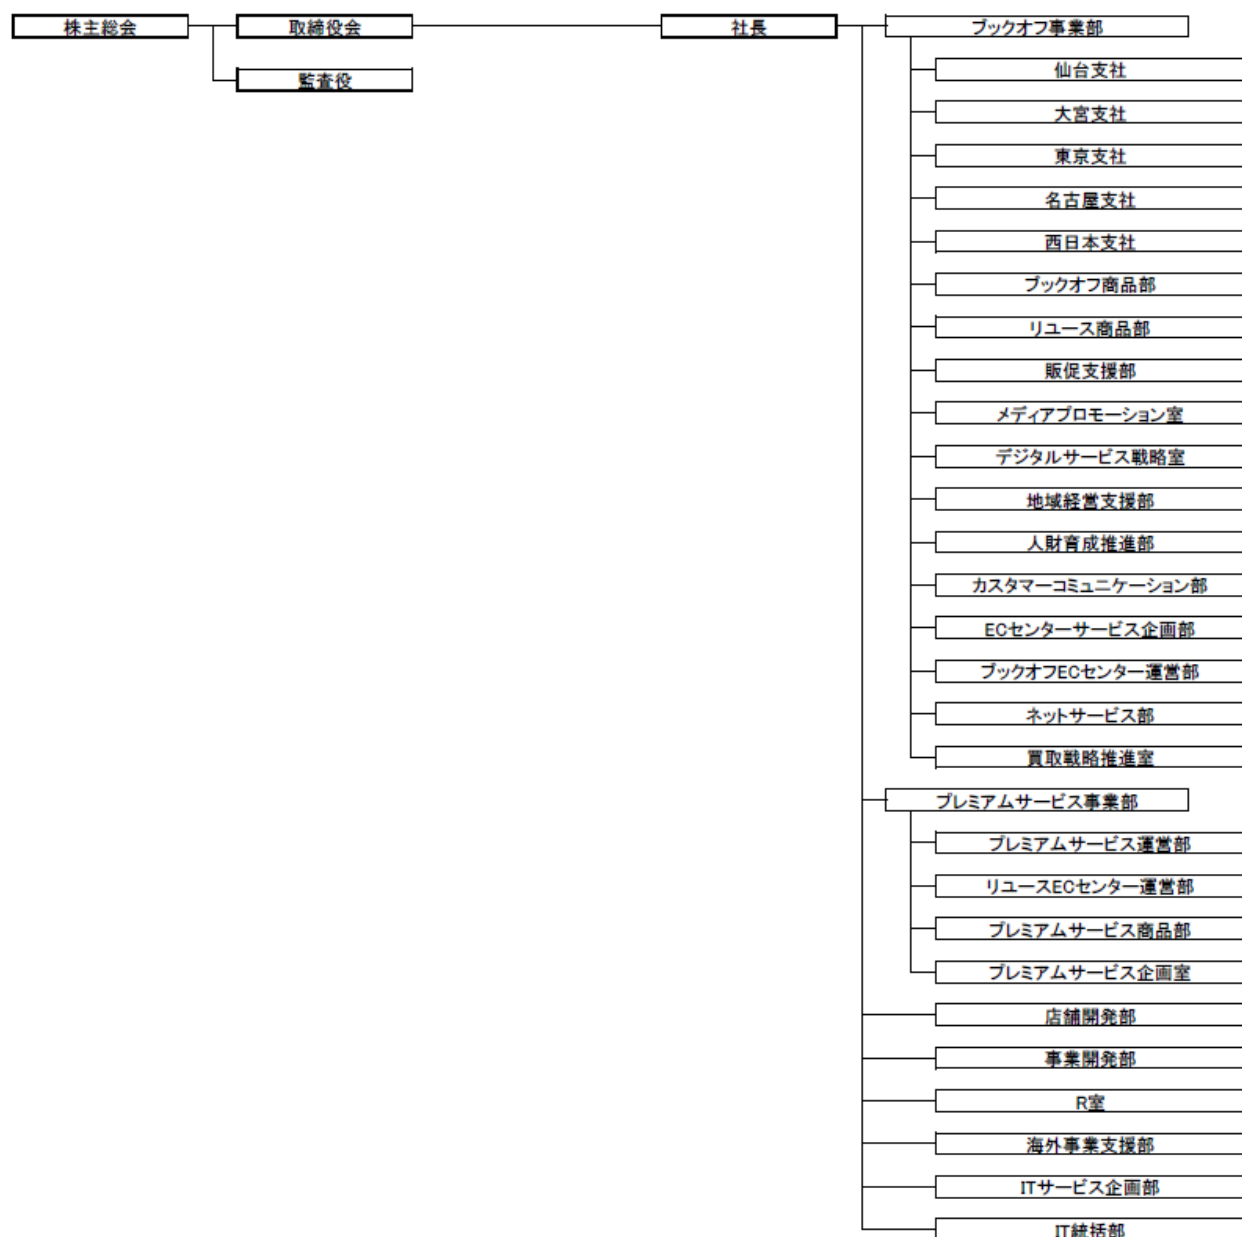 株主総会
取締役会
社長
ブックオフ事業部
監査役
仙台支社
大宮支社
東京支社
名古屋支社
西日本支社
ブックオフ商品部
リユース商品部
販促支援部
メディアプロモーション室
デジタルサービス戦略室
地域経営支援部
人財育成推進部
カスタマーコミュニケーション部
ECセンターサービス企画部
ブックオフECセンター運営部
ネットサービス部
買取戦略推進室
プレミアムサービス事業部
プレミアムサービス運営部
リユースECセンター運営部
プレミアムサービス商品部
プレミアムサービス企画室
店舗開発部
事業開発部
R室
海外事業支援部
ITサービス企画部
IT統括部